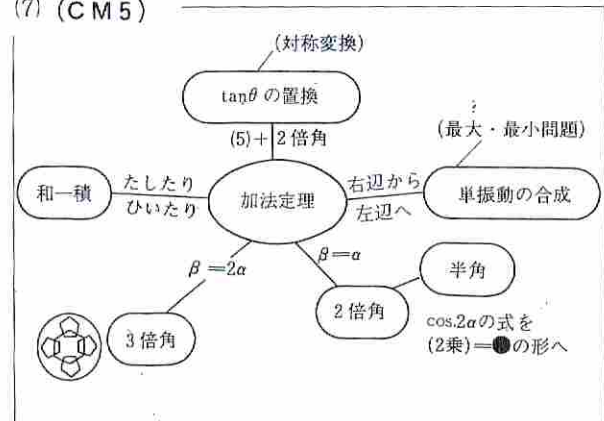 (7) (CM5)
(対称変換)
tanθの置換
(5)+2倍角
?
(最大・最小問題)
和―積
たしたり
ひいたり
加法定理
右辺から
左辺へ
単振動の合成
β=2α
β=α
半角
2倍角
3倍角
cos.2αの式を
(2乗)=●の形へ